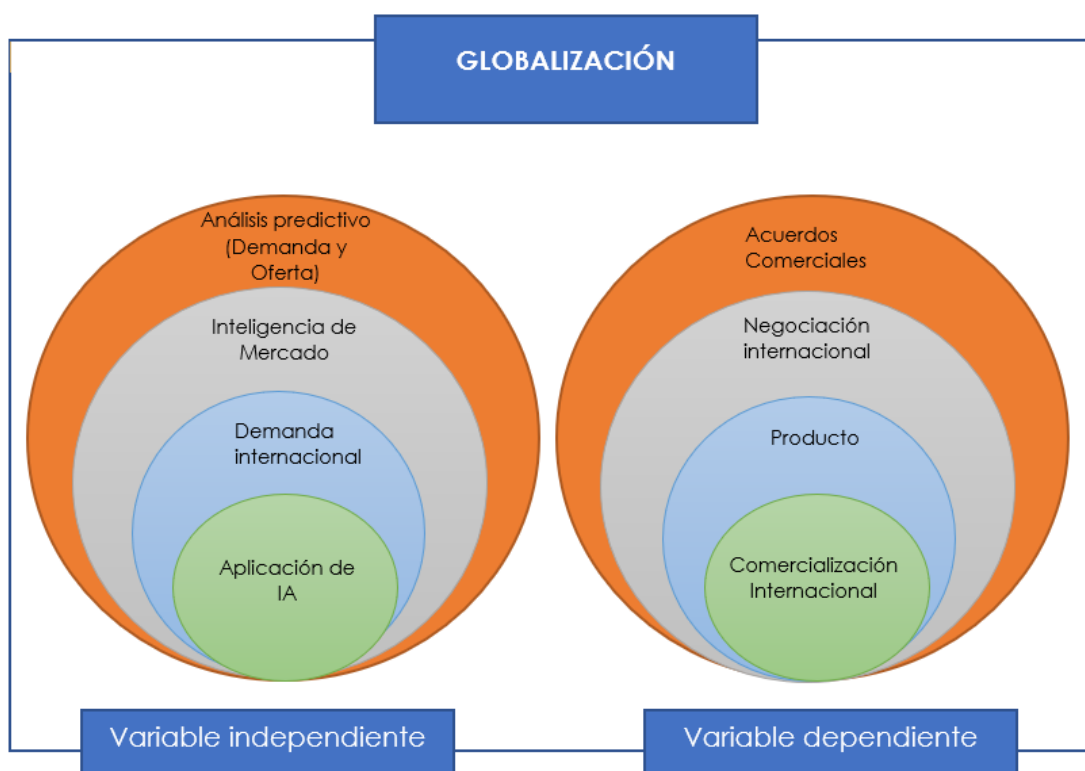 GLOBALIZACIÓN
Análisis predictivo
(Demanda y
Oferta)
Inteligencia de
Mercado
Demanda
internacional
Aplicación de
IA
Acuerdos
Comerciales
Negociación
internacional
Producto
Comercialización
Internacional
Variable independiente
Variable dependiente